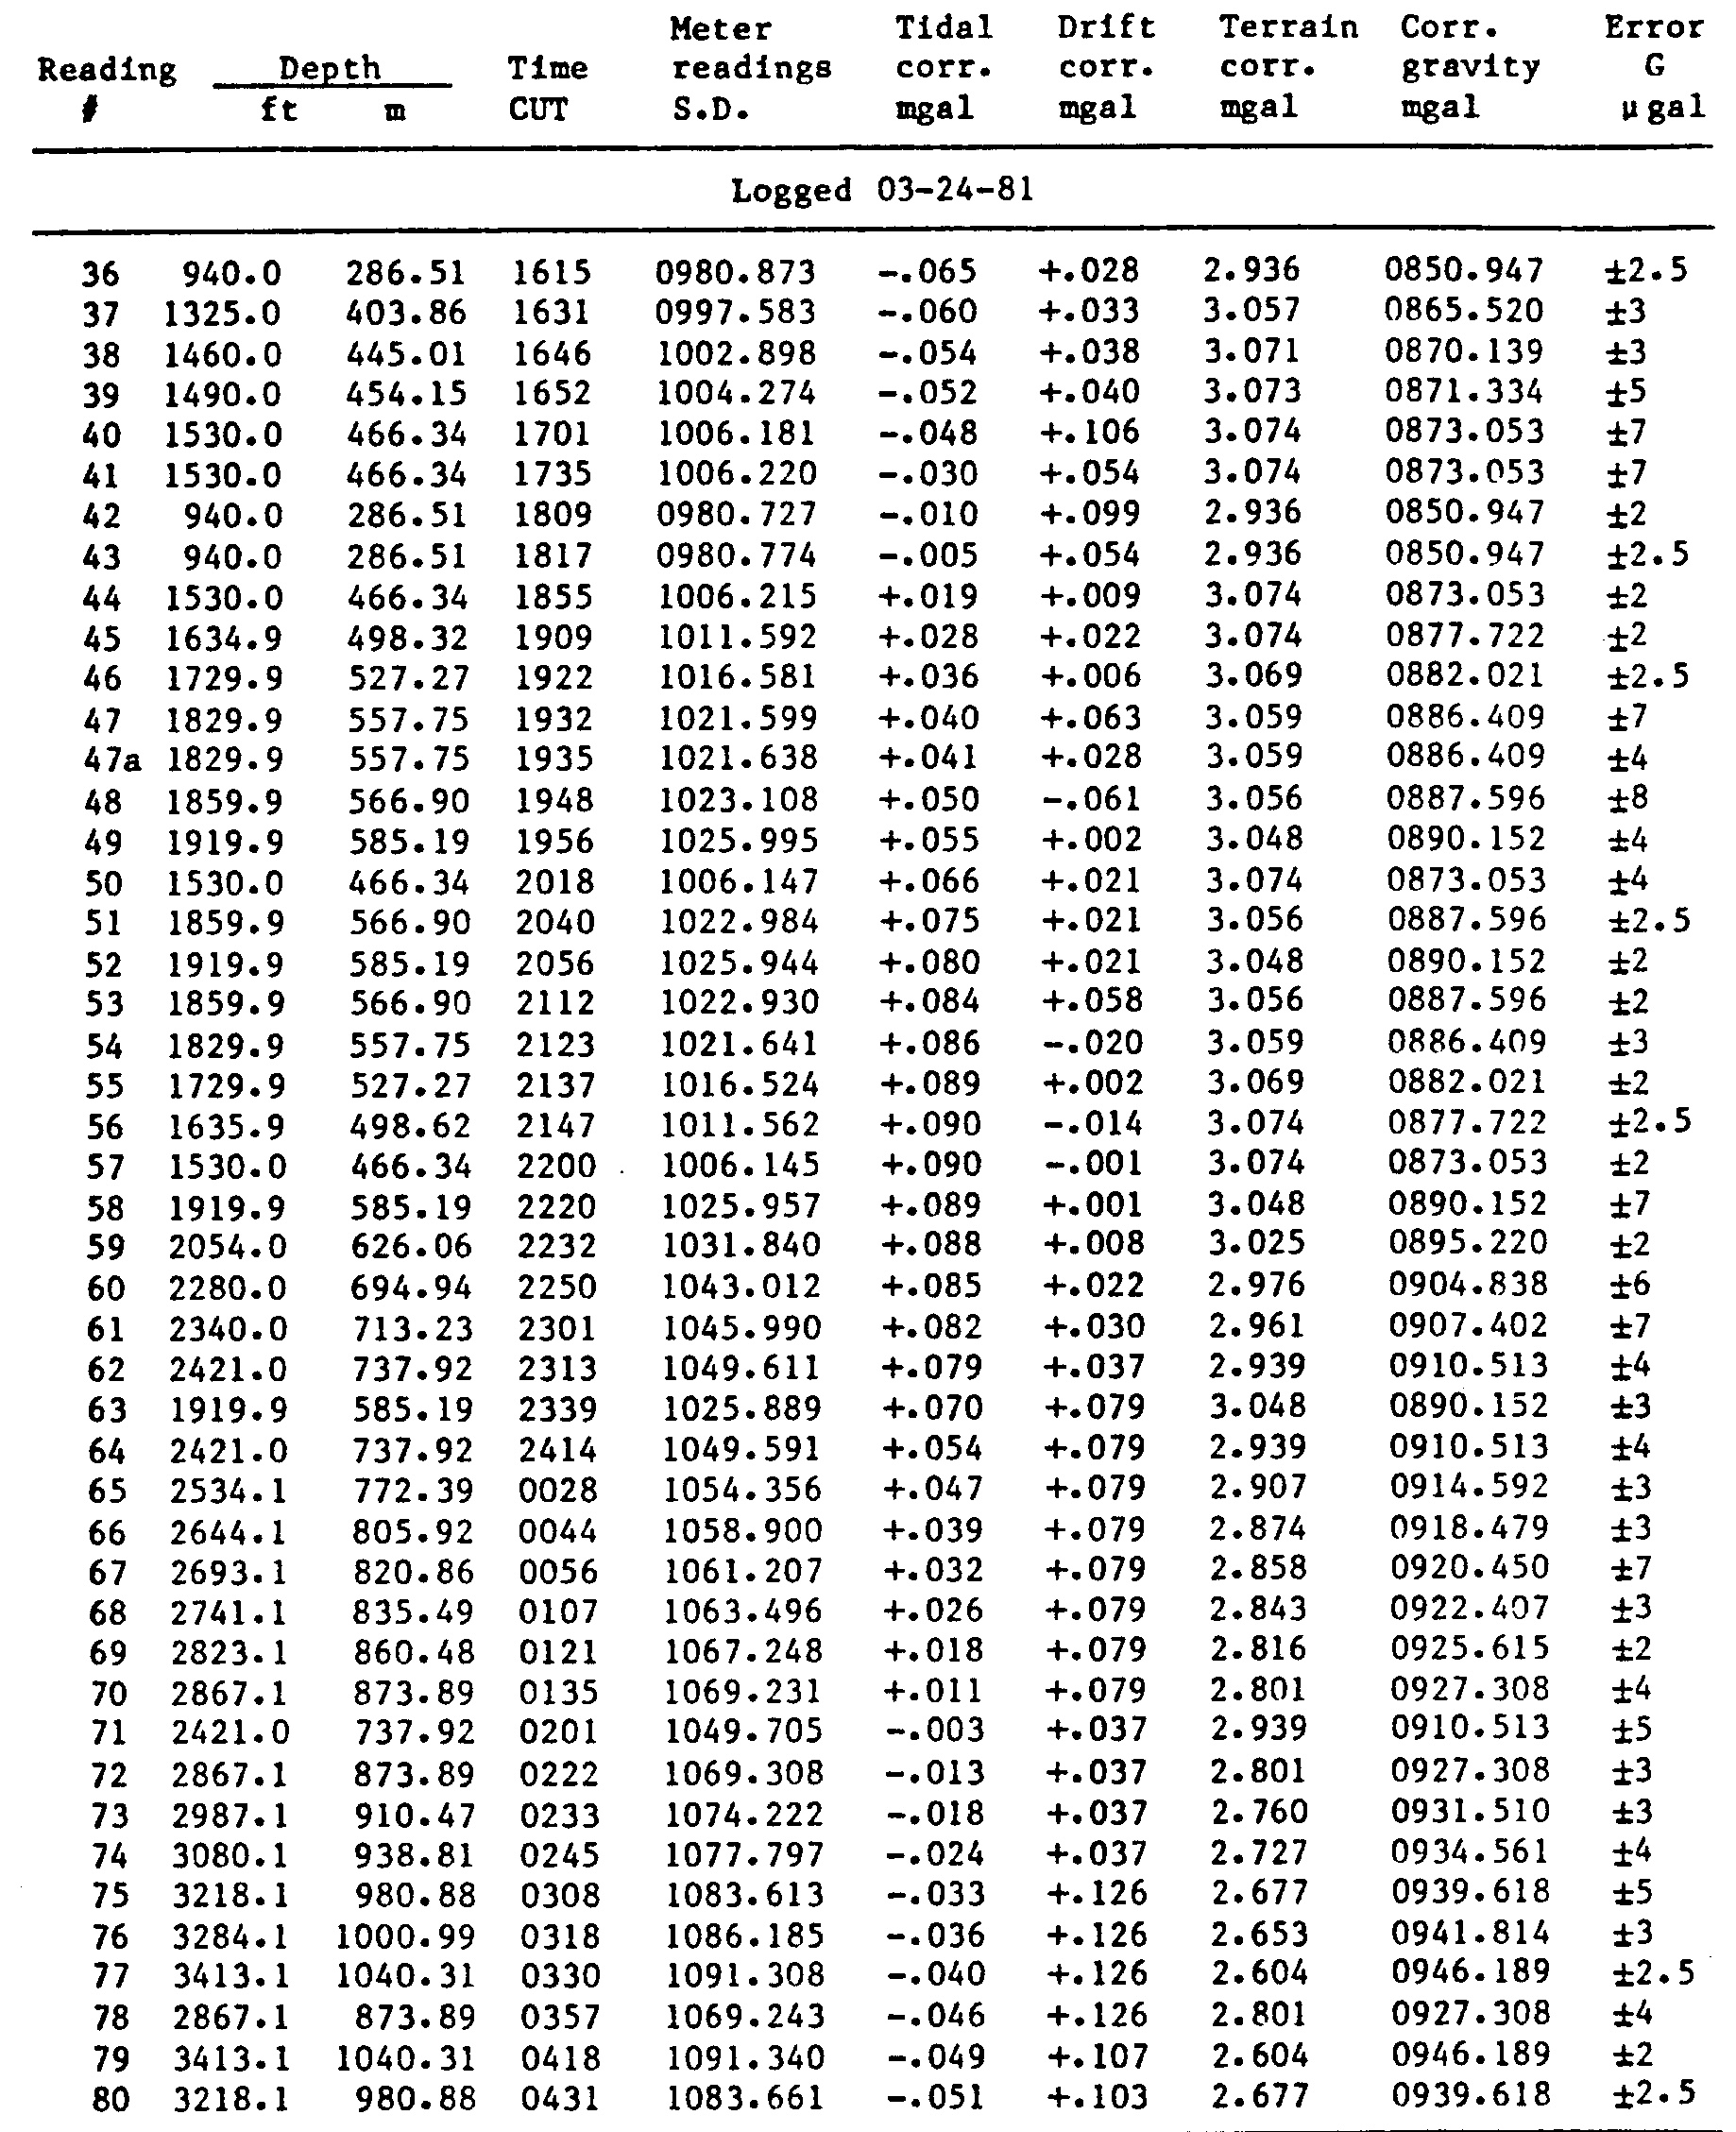 Meter Tidal Drift Terrain Corr. Error
Reading Depth Time readings corr. corr. corr. gravity G
# ft m CUT S.D. mgal mgal mgal mgal μgal
Logged 03-24-81
36 940.0 286.51 1615 0980.873 -.065 +.028 2.936 0850.947 ±2.5
37 1325.0 403.86 1631 0997.583 -.060 +.033 3.057 0865.520 ±3
38 1460.0 445.01 1646 1002.898 -.054 +.038 3.071 0870.139 ±3
39 1490.0 454.15 1652 1004.274 -.052 +.040 3.073 0871.334 ±5
40 1530.0 466.34 1701 1006.181 -.048 +.106 3.074 0873.053 ±7
41 1530.0 466.34 1735 1006.220 -.030 +.054 3.074 0873.053 ±7
42 940.0 286.51 1809 0980.727 -.010 +.099 2.936 0850.947 ±2
43 940.0 286.51 1817 0980.774 -.005 +.054 2.936 0850.947 ±2.5
44 1530.0 466.34 1855 1006.215 +.019 +.009 3.074 0873.053 ±2
45 1634.9 498.32 1909 1011.592 +.028 +.022 3.074 0877.722 ±2
46 1729.9 527.27 1922 1016.581 +.036 +.006 3.069 0882.021 ±2.5
47 1829.9 557.75 1932 1021.599 +.040 +.063 3.059 0886.409 ±7
47a 1829.9 557.75 1935 1021.638 +.041 +.028 3.059 0886.409 ±4
48 1859.9 566.90 1948 1023.108 +.050 -.061 3.056 0887.596 ±8
49 1919.9 585.19 1956 1025.995 +.055 +.002 3.048 0890.152 ±4
50 1530.0 466.34 2018 1006.147 +.066 +.021 3.074 0873.053 ±4
51 1859.9 566.90 2040 1022.984 +.075 +.021 3.056 0887.596 ±2.5
52 1919.9 585.19 2056 1025.944 +.080 +.021 3.048 0890.152 ±2
53 1859.9 566.90 2112 1022.930 +.084 +.058 3.056 0887.596 ±2
54 1829.9 557.75 2123 1021.641 +.086 -.020 3.059 0886.409 ±3
55 1729.9 527.27 2137 1016.524 +.089 +.002 3.069 0882.021 ±2
56 1635.9 498.62 2147 1011.562 +.090 -.014 3.074 0877.722 ±2.5
57 1530.0 466.34 2200 1006.145 +.090 -.001 3.074 0873.053 ±2
58 1919.9 585.19 2220 1025.957 +.089 +.001 3.048 0890.152 ±7
59 2054.0 626.06 2232 1031.840 +.088 +.008 3.025 0895.220 ±2
60 2280.0 694.94 2250 1043.012 +.085 +.022 2.976 0904.838 ±6
61 2340.0 713.23 2301 1045.990 +.082 +.030 2.961 0907.402 ±7
62 2421.0 737.92 2313 1049.611 +.079 +.037 2.939 0910.513 ±4
63 1919.9 585.19 2339 1025.889 +.070 +.079 3.048 0890.152 ±3
64 2421.0 737.92 2414 1049.591 +.054 +.079 2.939 0910.513 ±4
65 2534.1 772.39 0028 1054.356 +.047 +.079 2.907 0914.592 ±3
66 2644.1 805.92 0044 1058.900 +.039 +.079 2.874 0918.479 ±3
67 2693.1 820.86 0056 1061.207 +.032 +.079 2.858 0920.450 ±7
68 2741.1 835.49 0107 1063.496 +.026 +.079 2.843 0922.407 ±3
69 2823.1 860.48 0121 1067.248 +.018 +.079 2.816 0925.615 ±2
70 2867.1 873.89 0135 1069.231 +.011 +.079 2.801 0927.308 ±4
71 2421.0 737.92 0201 1049.705 -.003 +.037 2.939 0910.513 ±5
72 2867.1 873.89 0222 1069.308 -.013 +.037 2.801 0927.308 ±3
73 2987.1 910.47 0233 1074.222 -.018 +.037 2.760 0931.510 ±3
74 3080.1 938.81 0245 1077.797 -.024 +.037 2.727 0934.561 ±4
75 3218.1 980.88 0308 1083.613 -.033 +.126 2.677 0939.618 ±5
76 3284.1 1000.99 0318 1086.185 -.036 +.126 2.653 0941.814 ±3
77 3413.1 1040.31 0330 1091.308 -.040 +.126 2.604 0946.189 ±2.5
78 2867.1 873.89 0357 1069.243 -.046 +.126 2.801 0927.308 ±4
79 3413.1 1040.31 0418 1091.340 -.049 +.107 2.604 0946.189 ±2
80 3218.1 980.88 0431 1083.661 -.051 +.103 2.677 0939.618 ±2.5